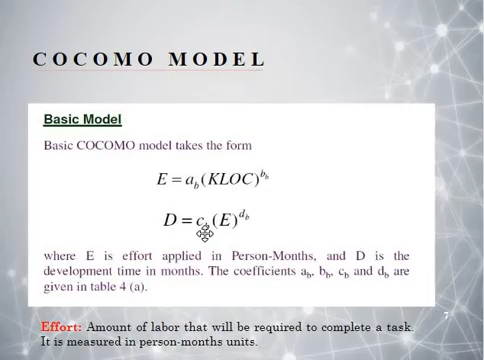 COCOMO MODEL
Basic Model
Basic COCOMO model takes the form
E = a_b (KLOC)^{b_b}
D = c_b (E)^{d_b}
where E is effort applied in Person-Months, and D is the
development time in months. The coefficients a_b, b_b, c_b and d_b are
given in table 4 (a).
7
Effort: Amount of labor that will be required to complete a task.
It is measured in person-months units.